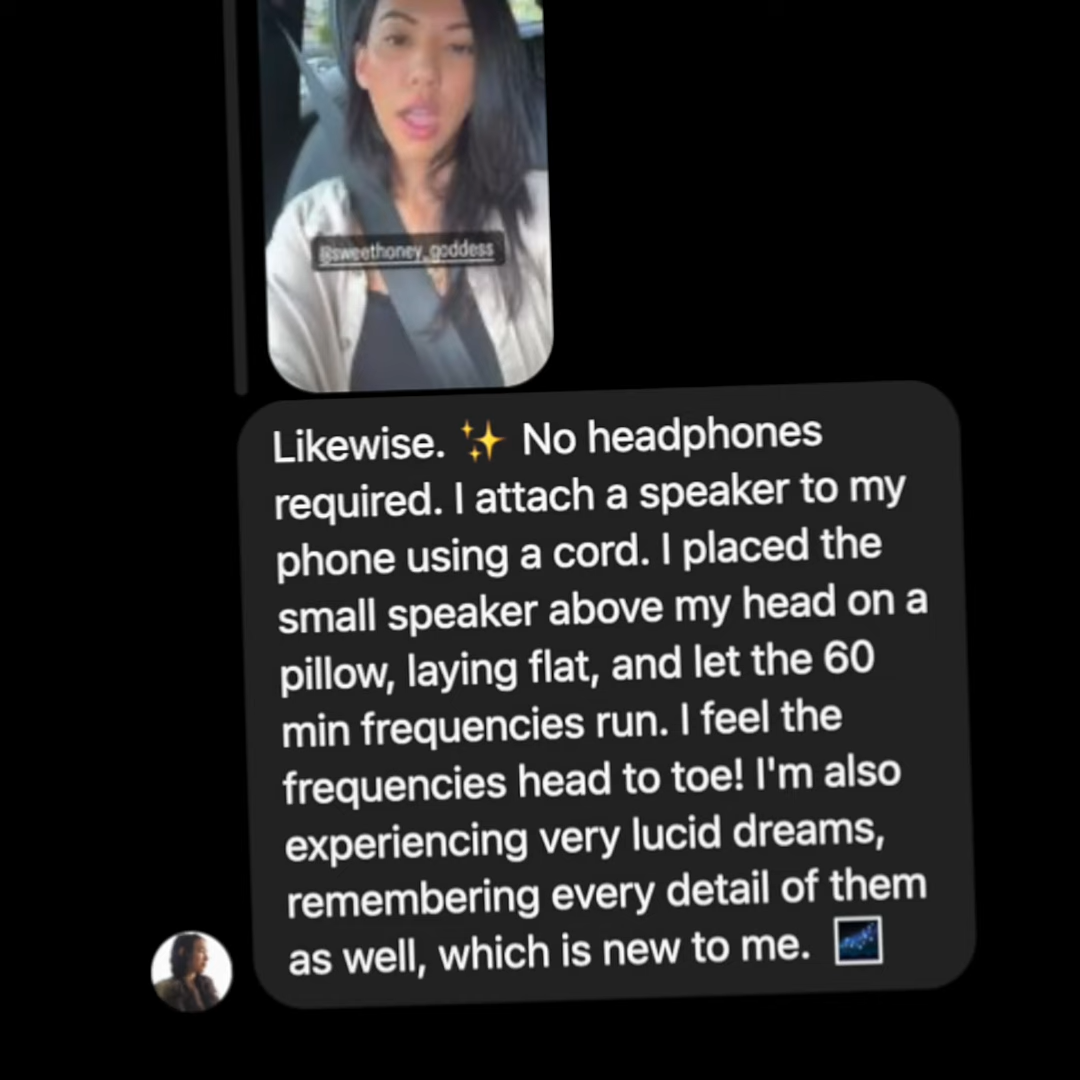 @sweethoney_goddess
Likewise. ✨ No headphones
required. I attach a speaker to my
phone using a cord. I placed the
small speaker above my head on a
pillow, laying flat, and let the 60
min frequencies run. I feel the
frequencies head to toe! I'm also
experiencing very lucid dreams,
remembering every detail of them
as well, which is new to me. 🌌